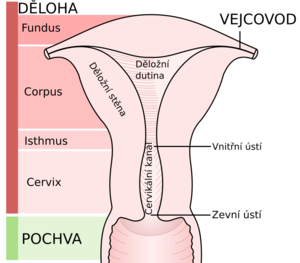 DĚLOHA
Fundus
VEJCOVOD
Děložní
dutina
Děložní stěna
Corpus
Isthmus
Cervikální kanál
Vnitřní ústí
Cervix
Zevní ústí
POCHVA